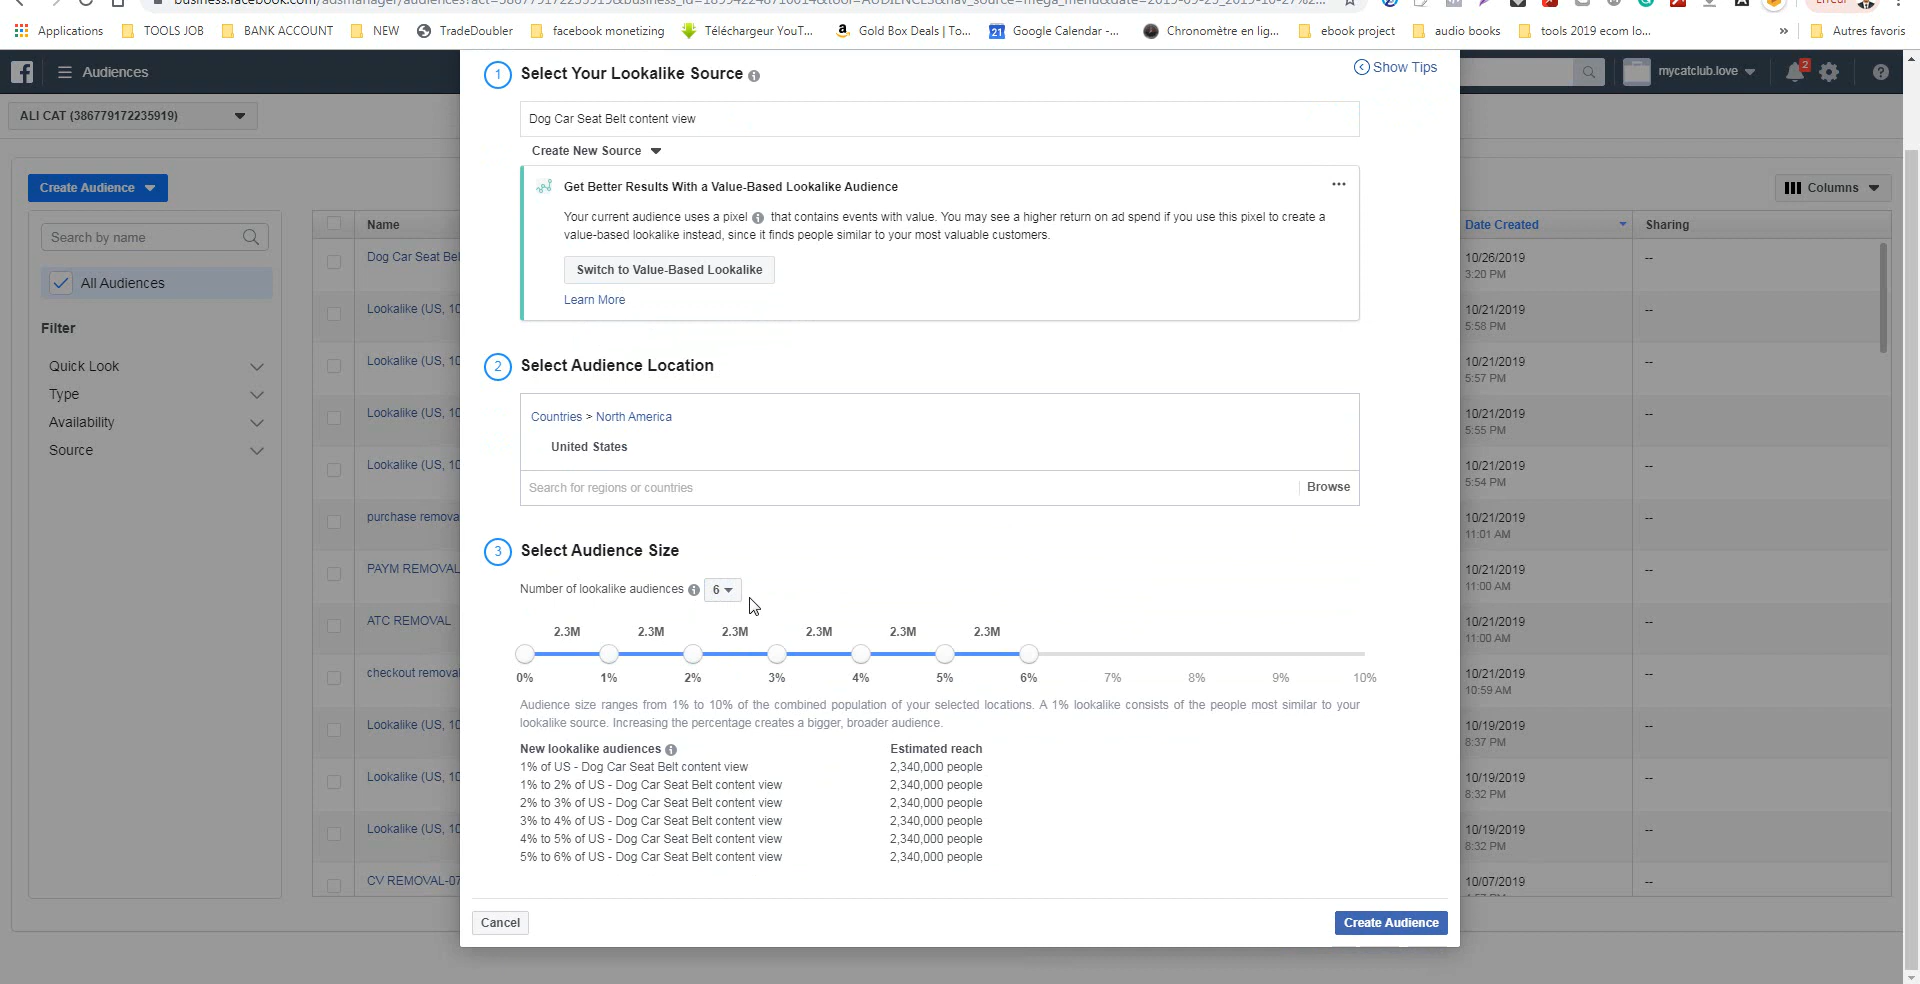 Applications
TOOLS JOB
BANK ACCOUNT
NEW
TradeDoubler
facebook monetizing
Téléchargeur YouT...
Gold Box Deals | To...
21
Google Calendar -...
Chronomètre en lig...
ebook project
audio books
tools 2019 ecom lo...
»
Autres favoris
Audiences
mycatclub.love
2
ALI CAT (386779172235919)
Create Audience
Search by name
All Audiences
Filter
Quick Look
Type
Availability
Source
Name
Dog Car Seat Be
Lookalike (US, 10
Lookalike (US, 10
Lookalike (US, 10
Lookalike (US, 10
purchase remova
PAYM REMOVAL
ATC REMOVAL
checkout remova
Lookalike (US, 10
Lookalike (US, 10
Lookalike (US, 10
CV REMOVAL-07
1 Select Your Lookalike Source
Show Tips
Dog Car Seat Belt content view
Create New Source
Get Better Results With a Value-Based Lookalike Audience
Your current audience uses a pixel that contains events with value. You may see a higher return on ad spend if you use this pixel to create a
value-based lookalike instead, since it finds people similar to your most valuable customers.
Switch to Value-Based Lookalike
Learn More
2 Select Audience Location
Countries > North America
United States
Search for regions or countries
Browse
3 Select Audience Size
Number of lookalike audiences 6
2.3M 2.3M 2.3M 2.3M 2.3M 2.3M
0% 1% 2% 3% 4% 5% 6% 7% 8% 9% 10%
Audience size ranges from 1% to 10% of the combined population of your selected locations. A 1% lookalike consists of the people most similar to your
lookalike source. Increasing the percentage creates a bigger, broader audience.
New lookalike audiences Estimated reach
1% of US - Dog Car Seat Belt content view 2,340,000 people
1% to 2% of US - Dog Car Seat Belt content view 2,340,000 people
2% to 3% of US - Dog Car Seat Belt content view 2,340,000 people
3% to 4% of US - Dog Car Seat Belt content view 2,340,000 people
4% to 5% of US - Dog Car Seat Belt content view 2,340,000 people
5% to 6% of US - Dog Car Seat Belt content view 2,340,000 people
Cancel
Create Audience
Columns
Date Created Sharing
10/26/2019 --
3:20 PM
10/21/2019 --
5:58 PM
10/21/2019 --
5:57 PM
10/21/2019 --
5:55 PM
10/21/2019 --
5:54 PM
10/21/2019 --
11:01 AM
10/21/2019 --
11:00 AM
10/21/2019 --
11:00 AM
10/21/2019 --
10:59 AM
10/19/2019 --
8:37 PM
10/19/2019 --
8:32 PM
10/19/2019 --
8:32 PM
10/07/2019 --